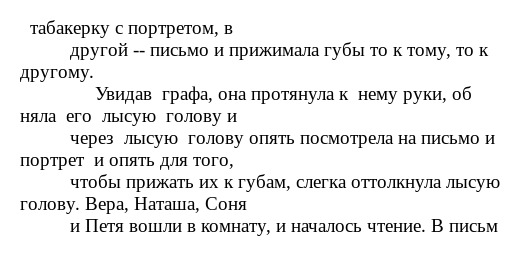 табакерку с портретом, в
другой -- письмо и прижимала губы то к тому, то к
другому.
Увидав графа, она протянула к нему руки, об
няла его лысую голову и
через лысую голову опять посмотрела на письмо и
портрет и опять для того,
чтобы прижать их к губам, слегка оттолкнула лысую
голову. Вера, Наташа, Соня
и Петя вошли в комнату, и началось чтение. В письм